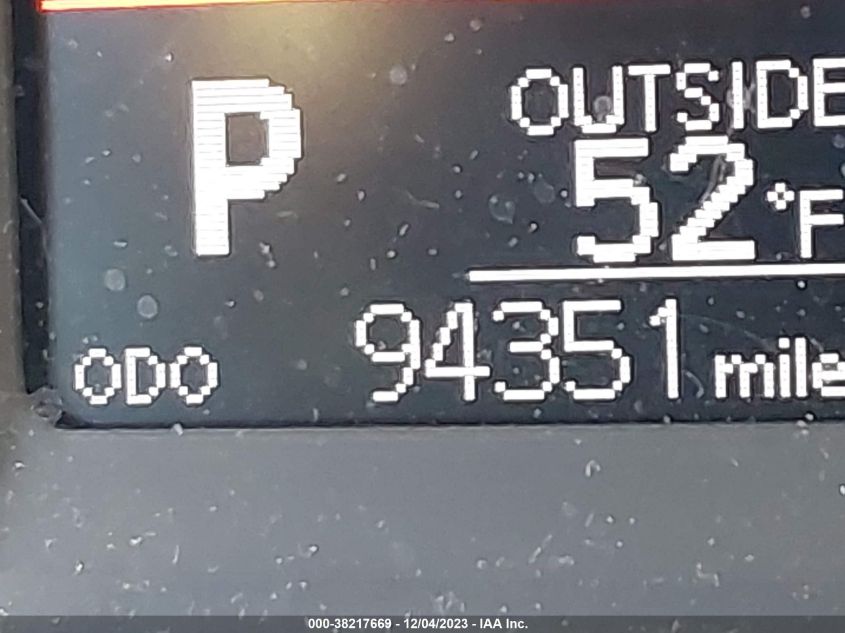 P
OUTSIDE
52 °F
ODO 94351 mile
000-38217669 - 12/04/2023 - IAA Inc.